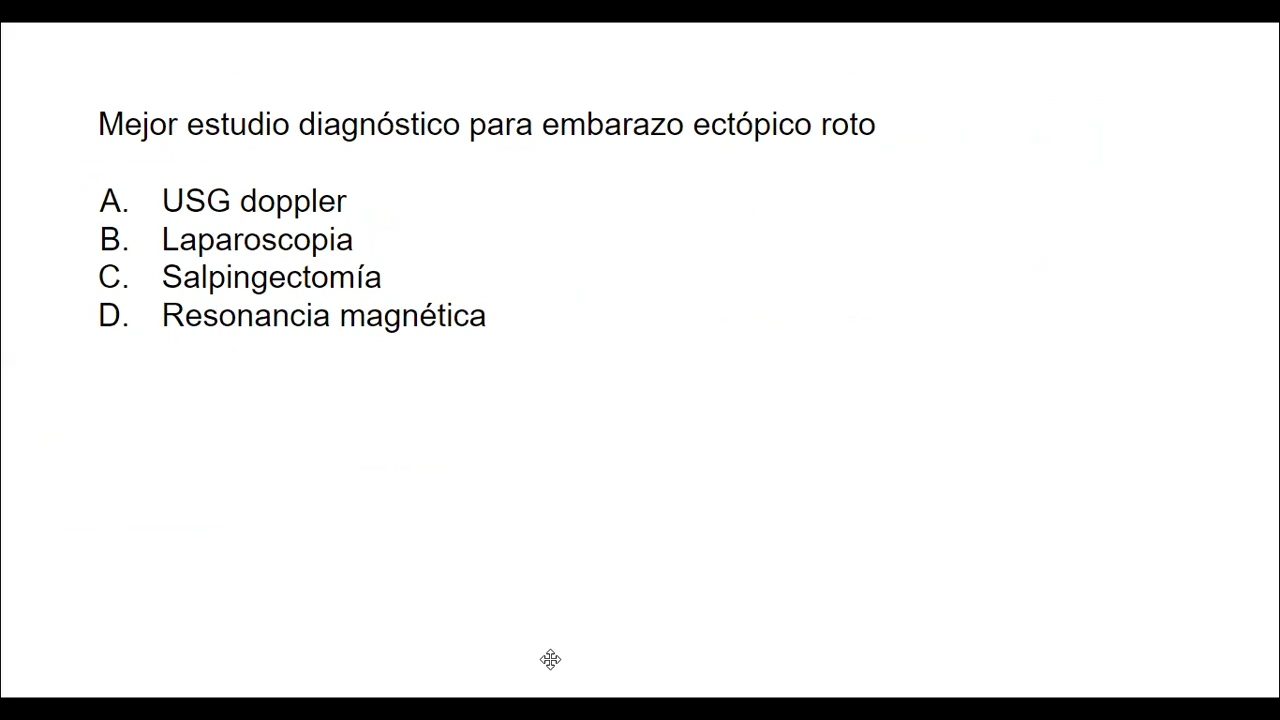 Mejor estudio diagnóstico para embarazo ectópico roto
A. USG doppler
B. Laparoscopia
C. Salpingectomía
D. Resonancia magnética